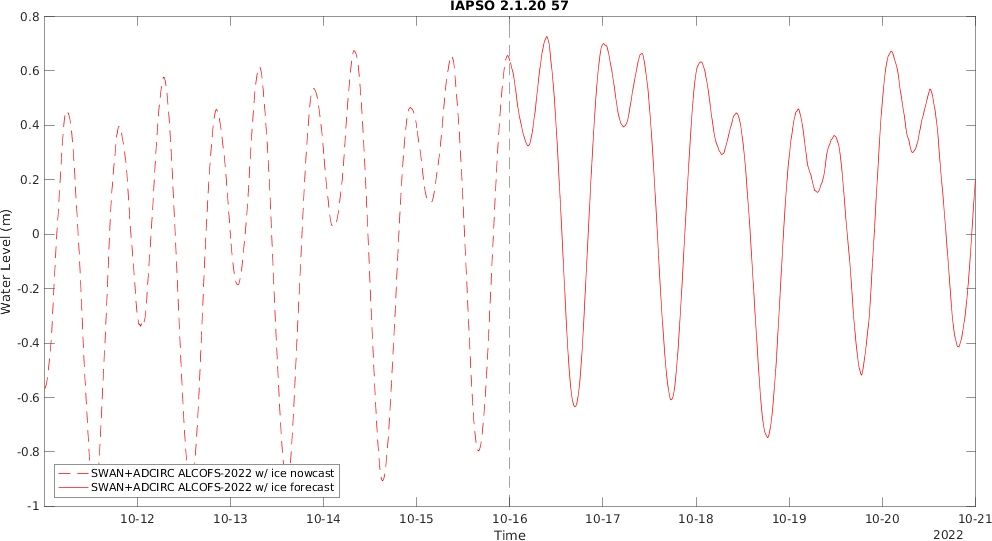 IAPSO 2.1.20 57
0.8
0.6
0.4
0.2
0
-0.2
-0.4
-0.6
-0.8
-1
Water Level (m)
SWAN+ADCIRC ALCOFS-2022 w/ ice nowcast
SWAN+ADCIRC ALCOFS-2022 w/ ice forecast
10-12 10-13 10-14 10-15 10-16 10-17 10-18 10-19 10-20 10-21
Time
2022